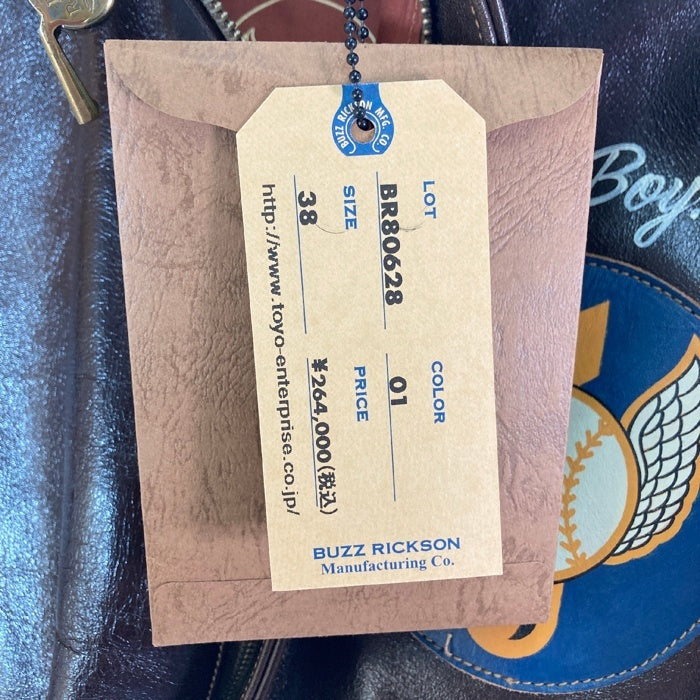 BUZZ RICKSON MFG. CO.
LOT
BR80628
COLOR
01
SIZE
38
PRICE
¥264,000(税込)
http://www.toyo-enterprise.co.jp/
BUZZ RICKSON
Manufacturing Co.
Boy